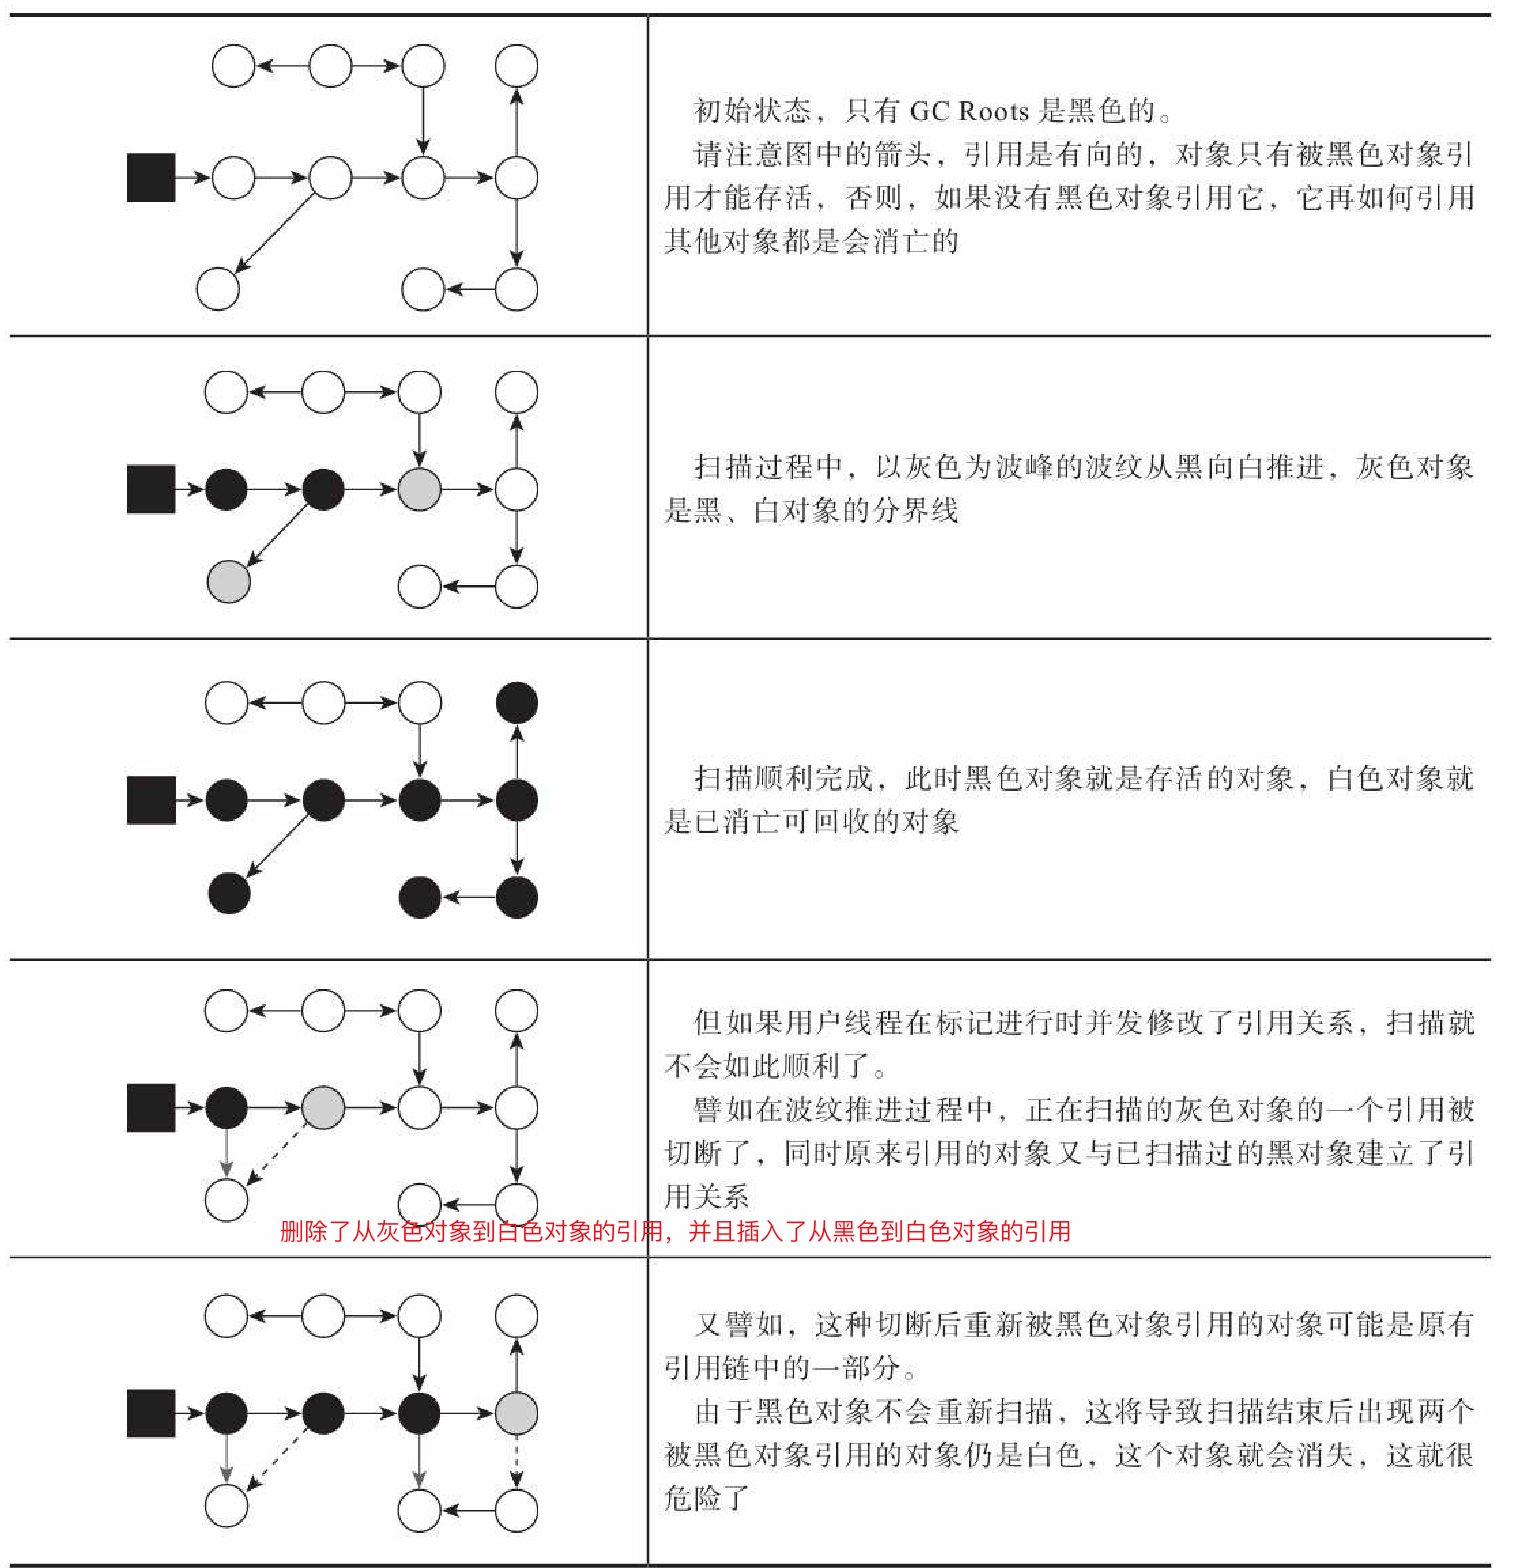 初始状态，只有 GC Roots 是黑色的。
请注意图中的箭头，引用是有向的，对象只有被黑色对象引
用才能存活，否则，如果没有黑色对象引用它，它再如何引用
其他对象都是会消亡的
扫描过程中，以灰色为波峰的波纹从黑向白推进，灰色对象
是黑、白对象的分界线
扫描顺利完成，此时黑色对象就是存活的对象，白色对象就
是已消亡可回收的对象
但如果用户线程在标记进行时并发修改了引用关系，扫描就
不会如此顺利了。
譬如在波纹推进过程中，正在扫描的灰色对象的一个引用被
切断了，同时原来引用的对象又与已扫描过的黑对象建立了引
用关系
删除了从灰色对象到白色对象的引用，并且插入了从黑色到白色对象的引用
又譬如，这种切断后重新被黑色对象引用的对象可能是原有
引用链中的一部分。
由于黑色对象不会重新扫描，这将导致扫描结束后出现两个
被黑色对象引用的对象仍是白色，这个对象就会消失，这就很
危险了